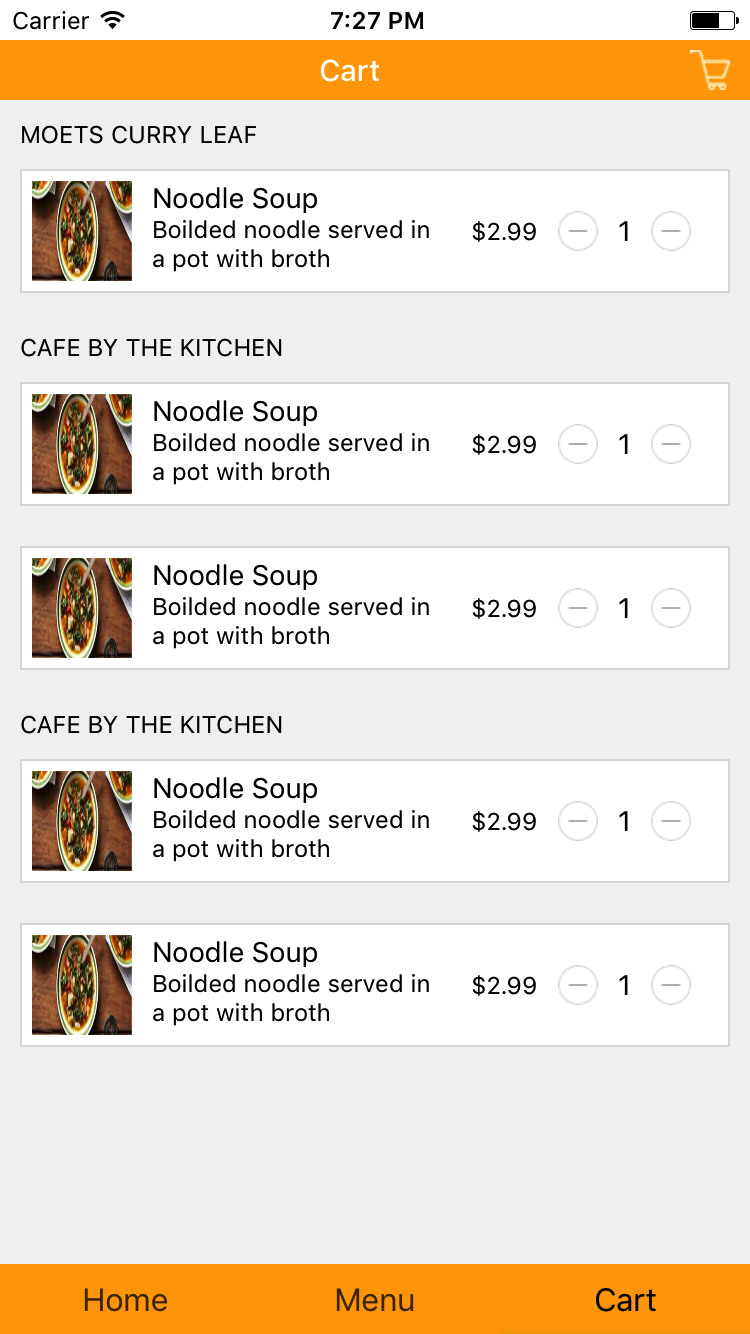 Carrier 7:27 PM
Cart
MOETS CURRY LEAF
Noodle Soup
Boilded noodle served in
a pot with broth
$2.99 1
CAFE BY THE KITCHEN
Noodle Soup
Boilded noodle served in
a pot with broth
$2.99 1
Noodle Soup
Boilded noodle served in
a pot with broth
$2.99 1
CAFE BY THE KITCHEN
Noodle Soup
Boilded noodle served in
a pot with broth
$2.99 1
Noodle Soup
Boilded noodle served in
a pot with broth
$2.99 1
Home Menu Cart